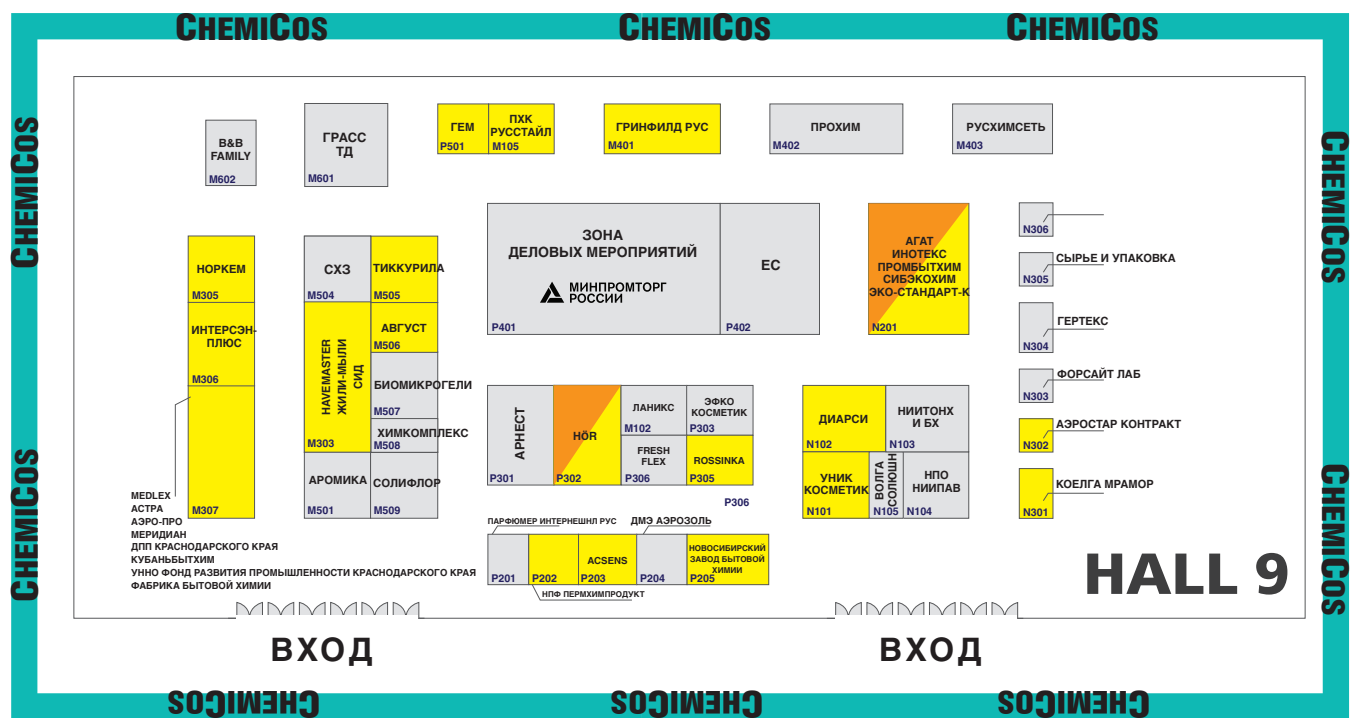 CHEMICOS
CHEMICOS
CHEMICOS
CHEMICOS
CHEMICOS
CHEMICOS
CHEMICOS
B&B
FAMILY
M602
ГРАСС
ТД
M601
ГЕМ
P501
ПХК
РУССТАЙЛ
M105
ГРИНФИЛД РУС
M401
ПРОХИМ
M402
РУСХИМСЕТЬ
M403
НОРКЕМ
M305
ИНТЕРСЭН-
ПЛЮС
M306
M307
СХЗ
M504
ТИККУРИЛА
M505
HAVEMASTER
ЖИЛИ-МЫЛИ
СИД
M303
АВГУСТ
M506
БИОМИКРОГЕЛИ
M507
ХИМКОМПЛЕКС
M508
АРОМИКА
M501
СОЛИФЛОР
M509
ЗОНА
ДЕЛОВЫХ МЕРОПРИЯТИЙ
МИНПРОМТОРГ
РОССИИ
P401
ЕС
P402
АГАТ
ИНОТЕКС
ПРОМБЫТХИМ
СИБЭКОХИМ
ЭКО-СТАНДАРТ-К
N201
N306
СЫРЬЕ И УПАКОВКА
N305
ГЕРТЕКС
N304
ФОРСАЙТ ЛАБ
N303
АЭРОСТАР КОНТРАКТ
N302
КОЕЛГА МРАМОР
N301
АРНЕСТ
P301
HÖR
P302
ЛАНИКС
M102
ЭФКО
КОСМЕТИК
P303
FRESH
FLEX
P306
ROSSINKA
P305
P306
ДИАРСИ
N102
НИИТОНХ
И БХ
N103
УНИК
КОСМЕТИК
N101
ВОЛГА
СОЛЮШН
N105
НПО
НИИПАВ
N104
MEDLEX
АСТРА
АЭРО-ПРО
МЕРИДИАН
ДПП КРАСНОДАРСКОГО КРАЯ
КУБАНЬБЫТХИМ
УННО ФОНД РАЗВИТИЯ ПРОМЫШЛЕННОСТИ КРАСНОДАРСКОГО КРАЯ
ФАБРИКА БЫТОВОЙ ХИМИИ
ПАРФЮМЕР ИНТЕРНЕШНЛ РУС
ДМЭ АЭРОЗОЛЬ
P201
P202
ACSENS
P203
P204
НОВОСИБИРСКИЙ
ЗАВОД БЫТОВОЙ
ХИМИИ
P205
НПФ ПЕРМХИМПРОДУКТ
HALL 9
ВХОД
ВХОД
CHEMICOS
CHEMICOS
CHEMICOS